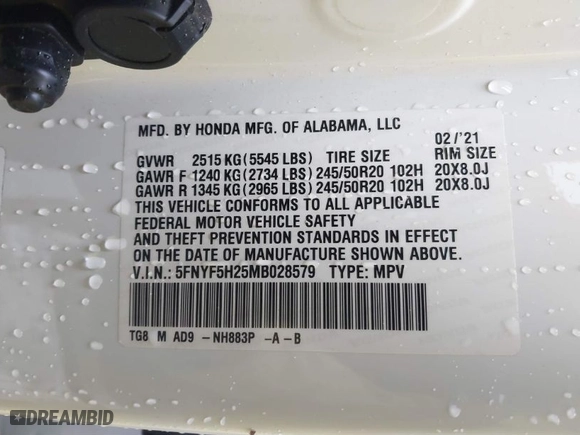 MFD. BY HONDA MFG. OF ALABAMA, LLC 02/'21
GVWR 2515 KG (5545 LBS) TIRE SIZE RIM SIZE
GAWR F 1240 KG (2734 LBS) 245/50R20 102H 20X8.0J
GAWR R 1345 KG (2965 LBS) 245/50R20 102H 20X8.0J
THIS VEHICLE CONFORMS TO ALL APPLICABLE
FEDERAL MOTOR VEHICLE SAFETY
AND THEFT PREVENTION STANDARDS IN EFFECT
ON THE DATE OF MANUFACTURE SHOWN ABOVE.
V.I.N.: 5FNYF5H25MB028579 TYPE: MPV
TG8 M AD9 -NH883P -A-B
DREAMBID